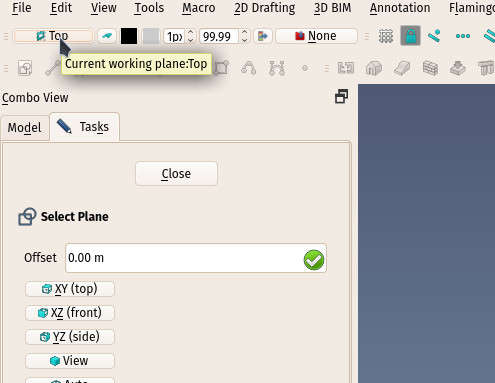 File Edit View Tools Macro 2D Drafting 3D BIM Annotation Flamingo
Top 1p 99.99 None
Current working plane:Top
Combo View
Model Tasks
Close
Select Plane
Offset 0.00 m
XY (top)
XZ (front)
YZ (side)
View
Auto